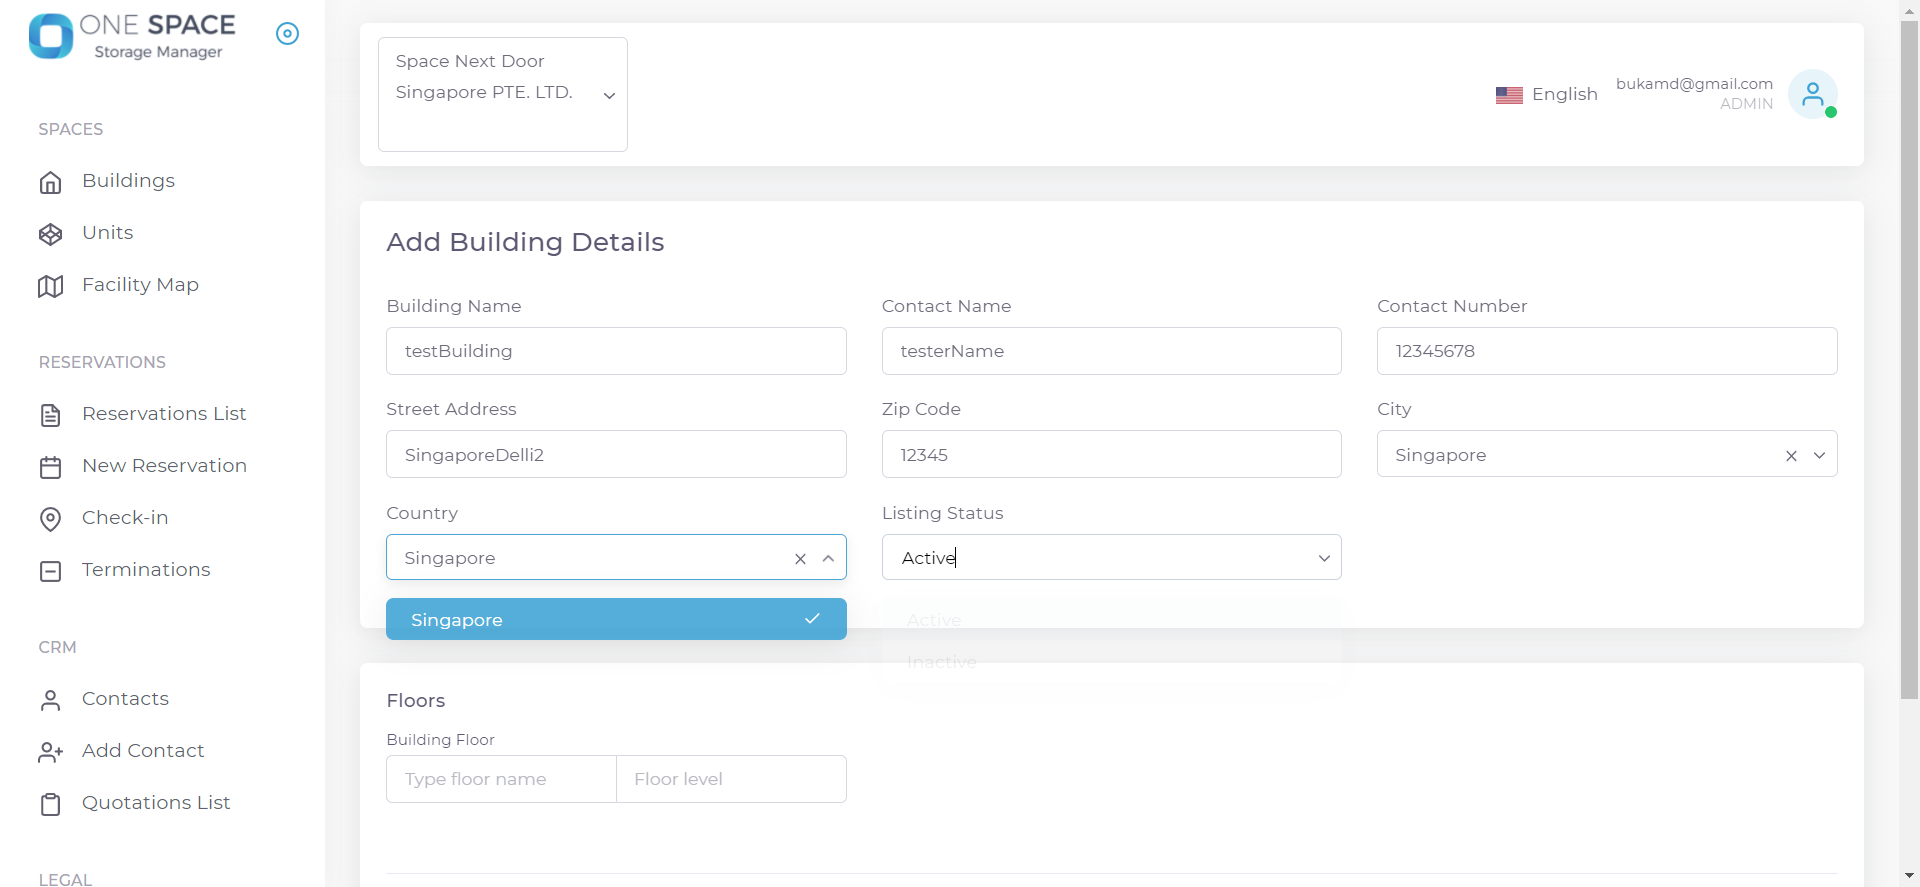 ONE SPACE
Storage Manager
SPACES
Buildings
Units
Facility Map
RESERVATIONS
Reservations List
New Reservation
Check-in
Terminations
CRM
Contacts
Add Contact
Quotations List
LEGAL
Space Next Door
Singapore PTE. LTD.
English
bukamd@gmail.com
ADMIN
Add Building Details
Building Name
Contact Name
Contact Number
testBuilding
testerName
12345678
Street Address
Zip Code
City
SingaporeDelli2
12345
Singapore
Country
Listing Status
Singapore
Active
Singapore
Active
Inactive
Floors
Building Floor
Type floor name
Floor level